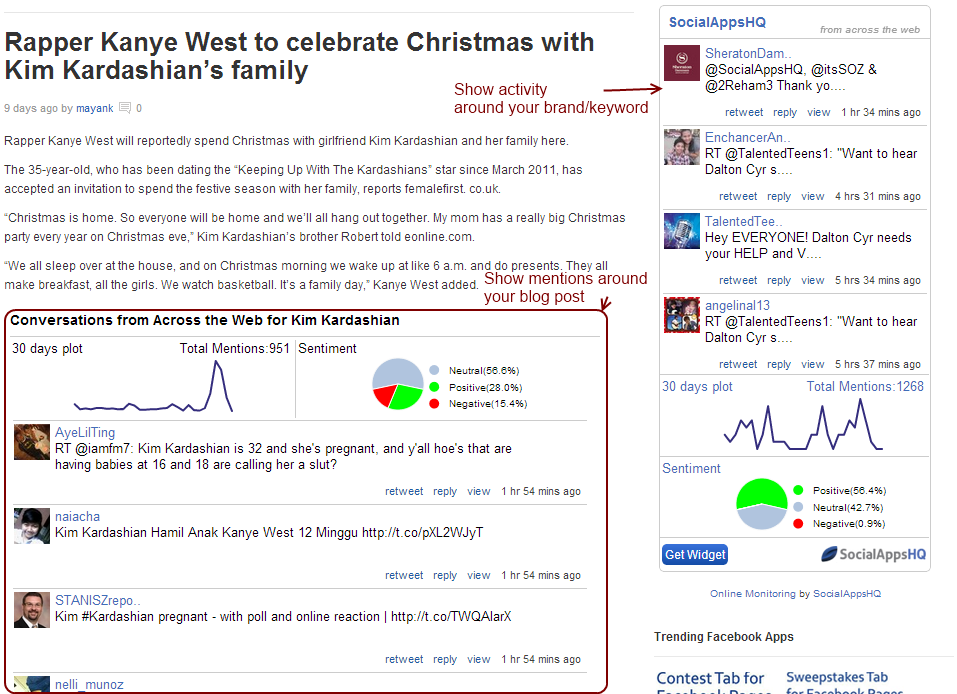 Rapper Kanye West to celebrate Christmas with
Kim Kardashian's family
9 days ago by mayank 0
Rapper Kanye West will reportedly spend Christmas with girlfriend Kim Kardashian and her family here.
The 35-year-old, who has been dating the “Keeping Up With The Kardashians” star since March 2011, has
accepted an invitation to spend the festive season with her family, reports femalefirst. co.uk.
“Christmas is home. So everyone will be home and we’ll all hang out together. My mom has a really big Christmas
party every year on Christmas eve,” Kim Kardashian’s brother Robert told eonline.com.
“We all sleep over at the house, and on Christmas morning we wake up at like 6 a.m. and do presents. They all
make breakfast, all the girls. We watch basketball. It’s a family day,” Kanye West added.
Show mentions around
your blog post
Conversations from Across the Web for Kim Kardashian
30 days plot
Total Mentions:951
Sentiment
Neutral(56.6%)
Positive(28.0%)
Negative(15.4%)
AyeLilTing
RT @iamfm7: Kim Kardashian is 32 and she's pregnant, and y'all hoe's that are
having babies at 16 and 18 are calling her a slut?
retweet reply view 1 hr 54 mins ago
naiacha
Kim Kardashian Hamil Anak Kanye West 12 Minggu http://t.co/pXL2WJyT
retweet reply view 1 hr 54 mins ago
STANISZrepo..
Kim #Kardashian pregnant - with poll and online reaction | http://t.co/TWQAlarX
retweet reply view 1 hr 54 mins ago
nelli_munoz
Show activity
around your brand/keyword
SocialAppsHQ
from across the web
SheratonDam..
@SocialAppsHQ, @itsSOZ &
@2Reham3 Thank yo....
retweet reply view 1 hr 34 mins ago
EnchancerAn..
RT @TalentedTeens1: "Want to hear
Dalton Cyr s....
retweet reply view 4 hrs 31 mins ago
TalentedTee..
Hey EVERYONE! Dalton Cyr needs
your HELP and V....
retweet reply view 5 hrs 34 mins ago
angelinal13
RT @TalentedTeens1: "Want to hear
Dalton Cyr s....
retweet reply view 5 hrs 37 mins ago
30 days plot
Total Mentions:1268
Sentiment
Positive(56.4%)
Neutral(42.7%)
Negative(0.9%)
Get Widget
SocialAppsHQ
Online Monitoring by SocialAppsHQ
Trending Facebook Apps
Contest Tab for
Facebook Pages
Sweepstakes Tab
for Facebook Pages